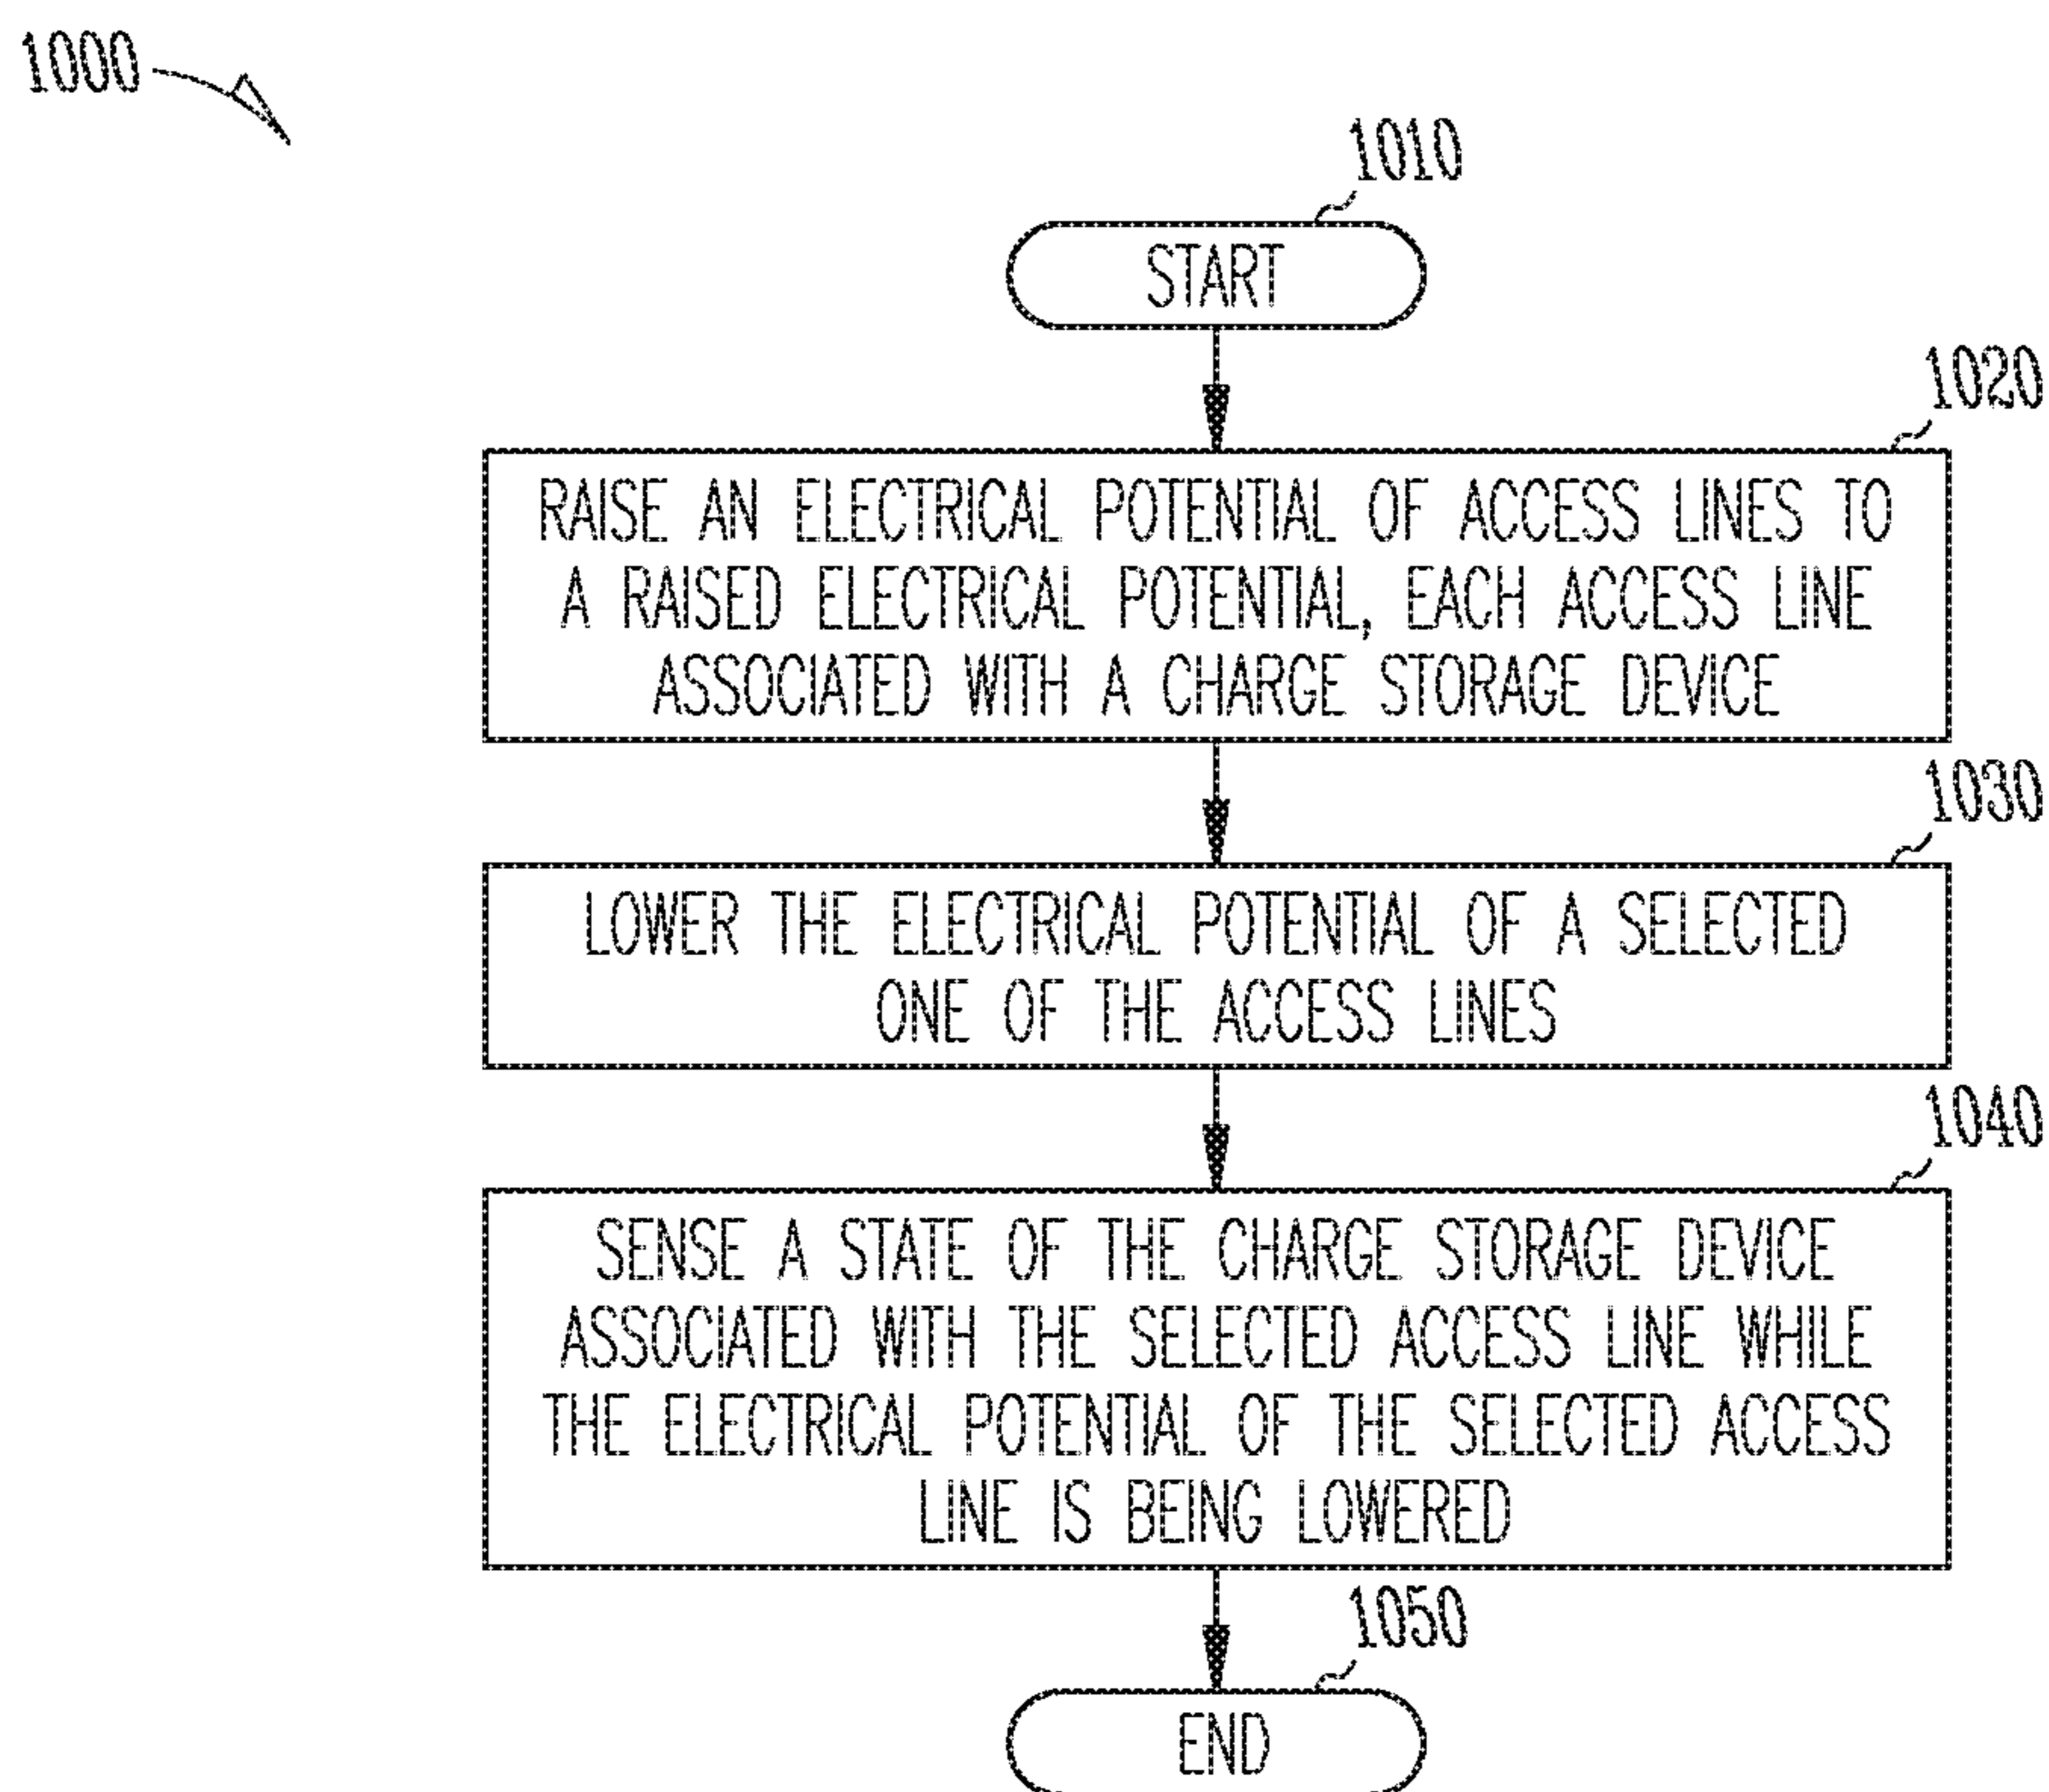 1000
1010
START
1020
RAISE AN ELECTRICAL POTENTIAL OF ACCESS LINES TO
A RAISED ELECTRICAL POTENTIAL, EACH ACCESS LINE
ASSOCIATED WITH A CHARGE STORAGE DEVICE
1030
LOWER THE ELECTRICAL POTENTIAL OF A SELECTED
ONE OF THE ACCESS LINES
1040
SENSE A STATE OF THE CHARGE STORAGE DEVICE
ASSOCIATED WITH THE SELECTED ACCESS LINE WHILE
THE ELECTRICAL POTENTIAL OF THE SELECTED ACCESS
LINE IS BEING LOWERED
1050
END